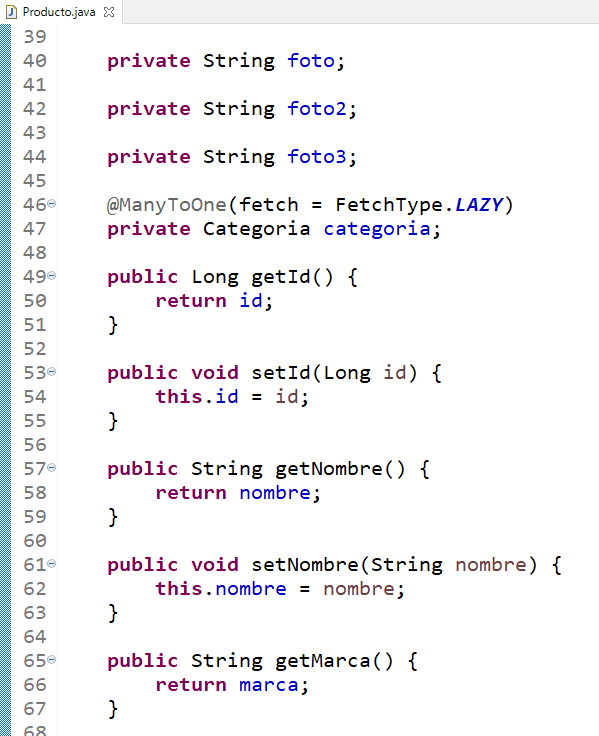 Producto.java
39
40 private String foto;
41
42 private String foto2;
43
44 private String foto3;
45
46 @ManyToOne(fetch = FetchType.LAZY)
47 private Categoria categoria;
48
49 public Long getId() {
50 return id;
51 }
52
53 public void setId(Long id) {
54 this.id = id;
55 }
56
57 public String getNombre() {
58 return nombre;
59 }
60
61 public void setNombre(String nombre) {
62 this.nombre = nombre;
63 }
64
65 public String getMarca() {
66 return marca;
67 }
68